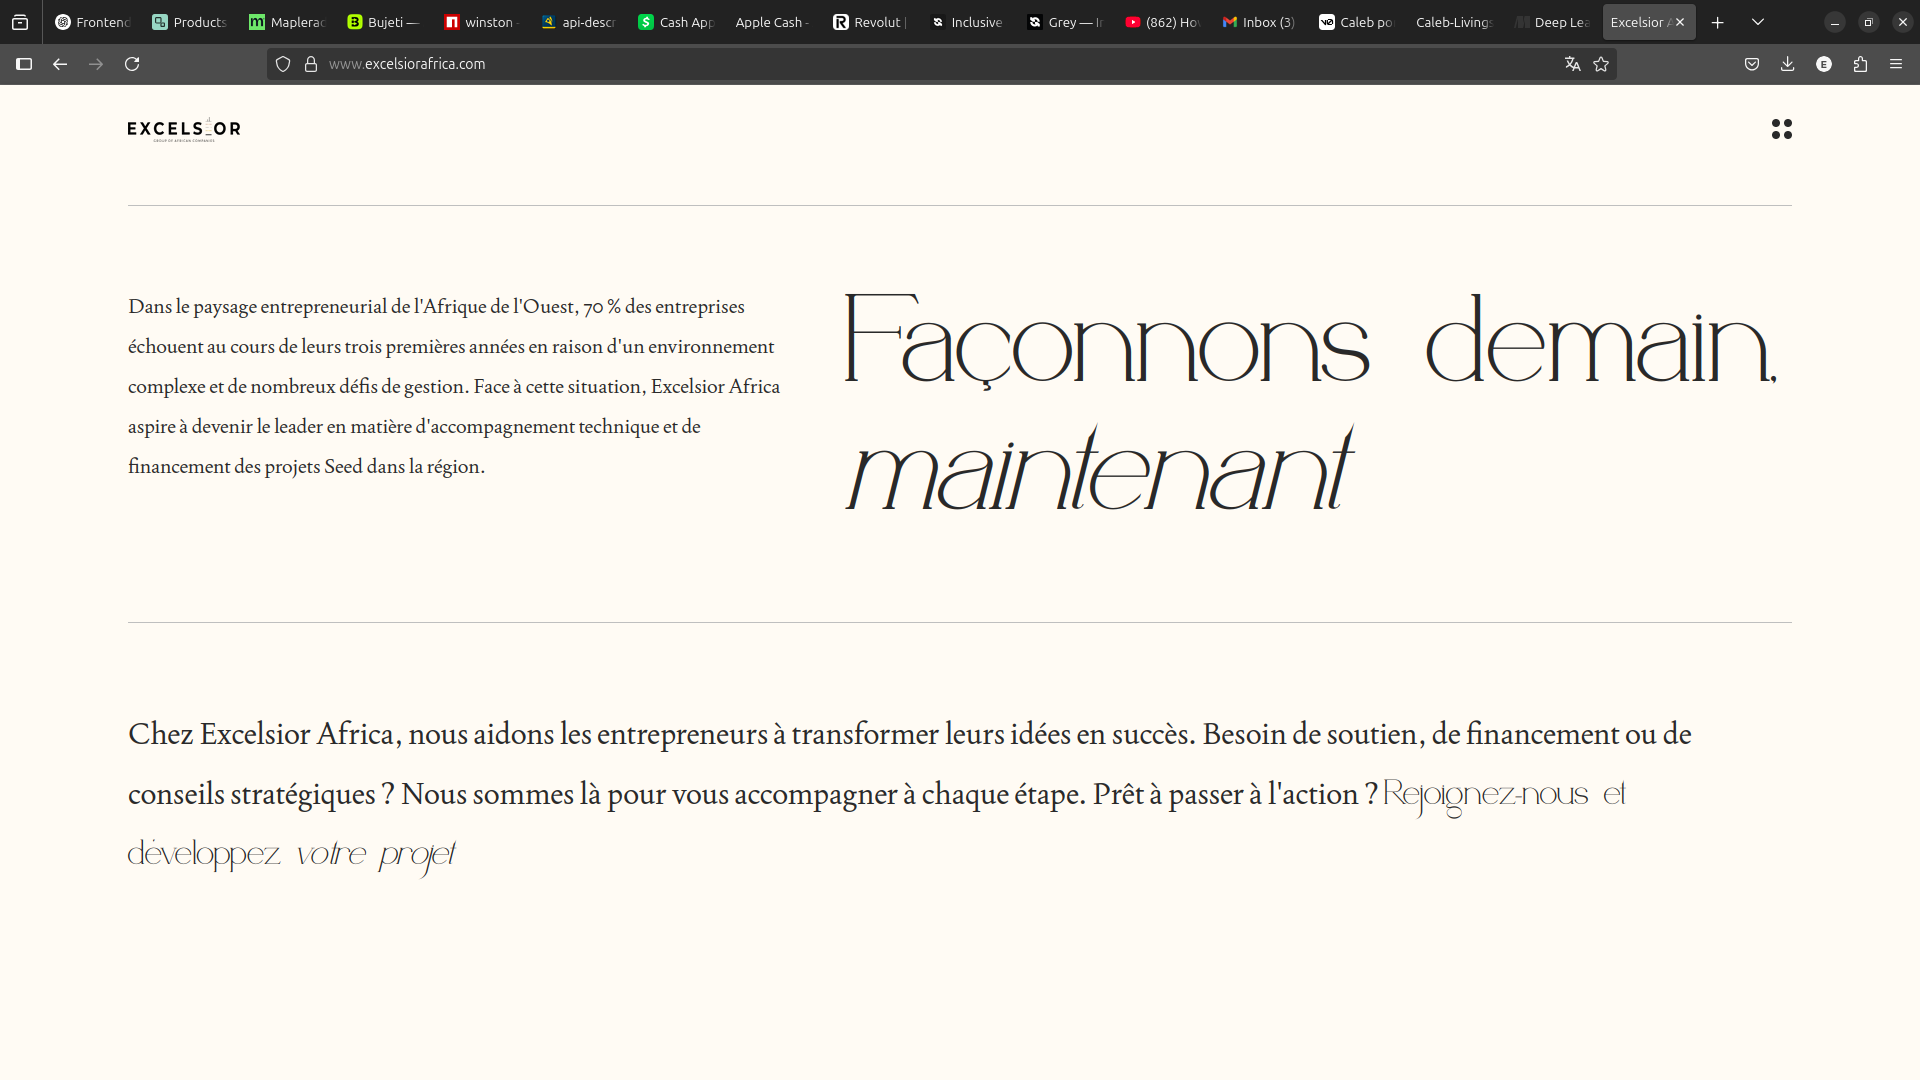 Frontend
Products
Maplerad
Bujeti —
winston -
api-descr
Cash App
Apple Cash -
Revolut |
Inclusive
Grey — In
(862) Ho
Inbox (3)
Caleb po
Caleb-Livings
Deep Lea
Excelsior A
www.excelsiorafrica.com
E
EXCELSIOR
GROUP OF AFRICAN COMPANIES
Dans le paysage entrepreneurial de l'Afrique de l'Ouest, 70 % des entreprises
échouent au cours de leurs trois premières années en raison d'un environnement
complexe et de nombreux défis de gestion. Face à cette situation, Excelsior Africa
aspire à devenir le leader en matière d'accompagnement technique et de
financement des projets Seed dans la région.
Façonnons demain,
maintenant
Chez Excelsior Africa, nous aidons les entrepreneurs à transformer leurs idées en succès. Besoin de soutien, de financement ou de
conseils stratégiques ? Nous sommes là pour vous accompagner à chaque étape. Prêt à passer à l'action ? Rejoignez-nous et
développez votre projet